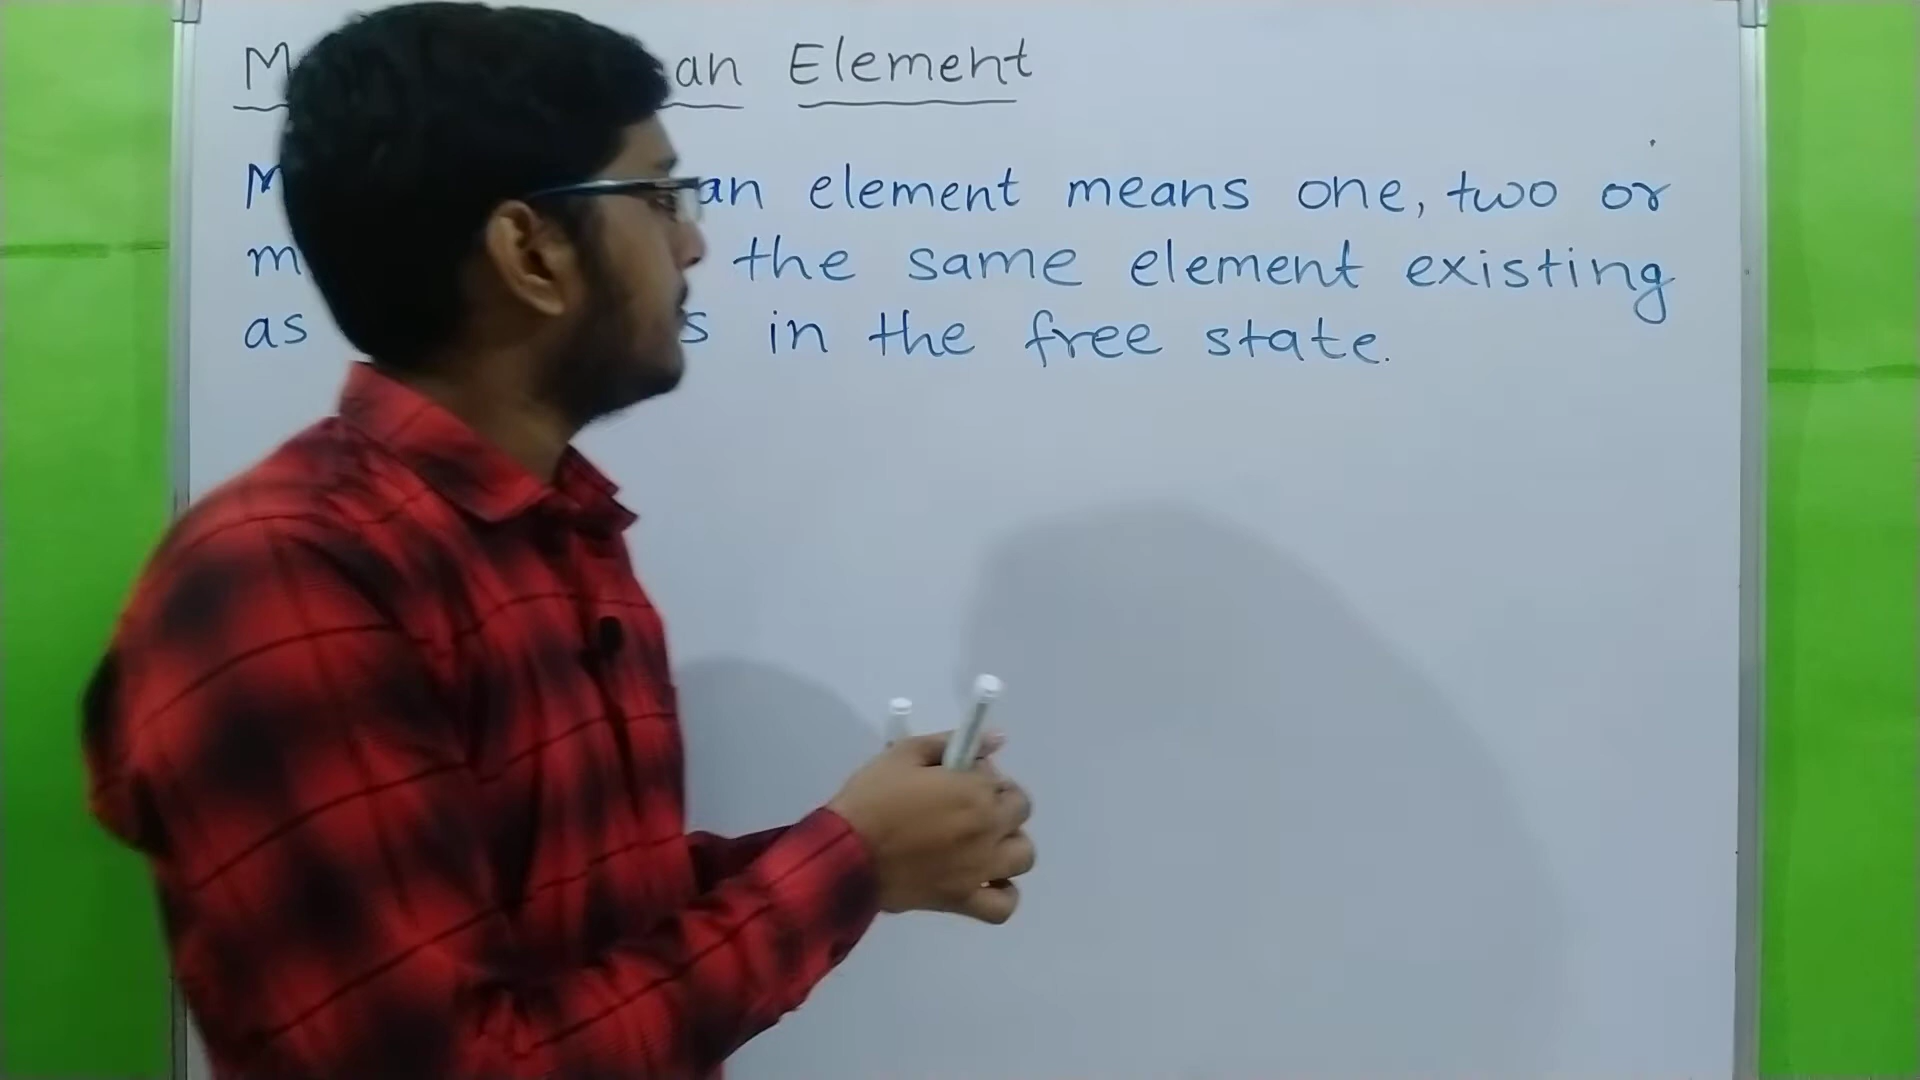 an Element
an element means one, two or
the same element existing
as in the free state.